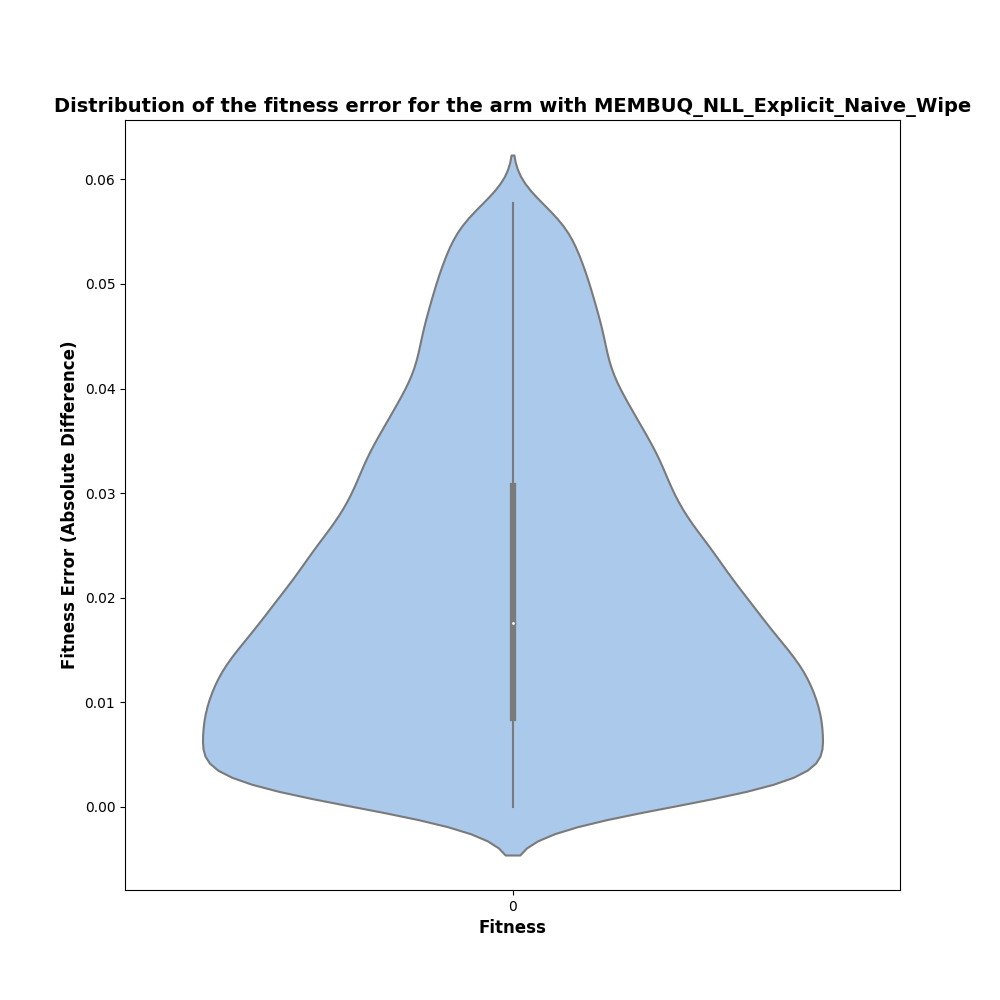 Distribution of the fitness error for the arm with MEMBUQ_NLL_Explicit_Naive_Wipe
0.06
0.05
0.04
0.03
0.02
0.01
0.00
Fitness Error (Absolute Difference)
0
Fitness